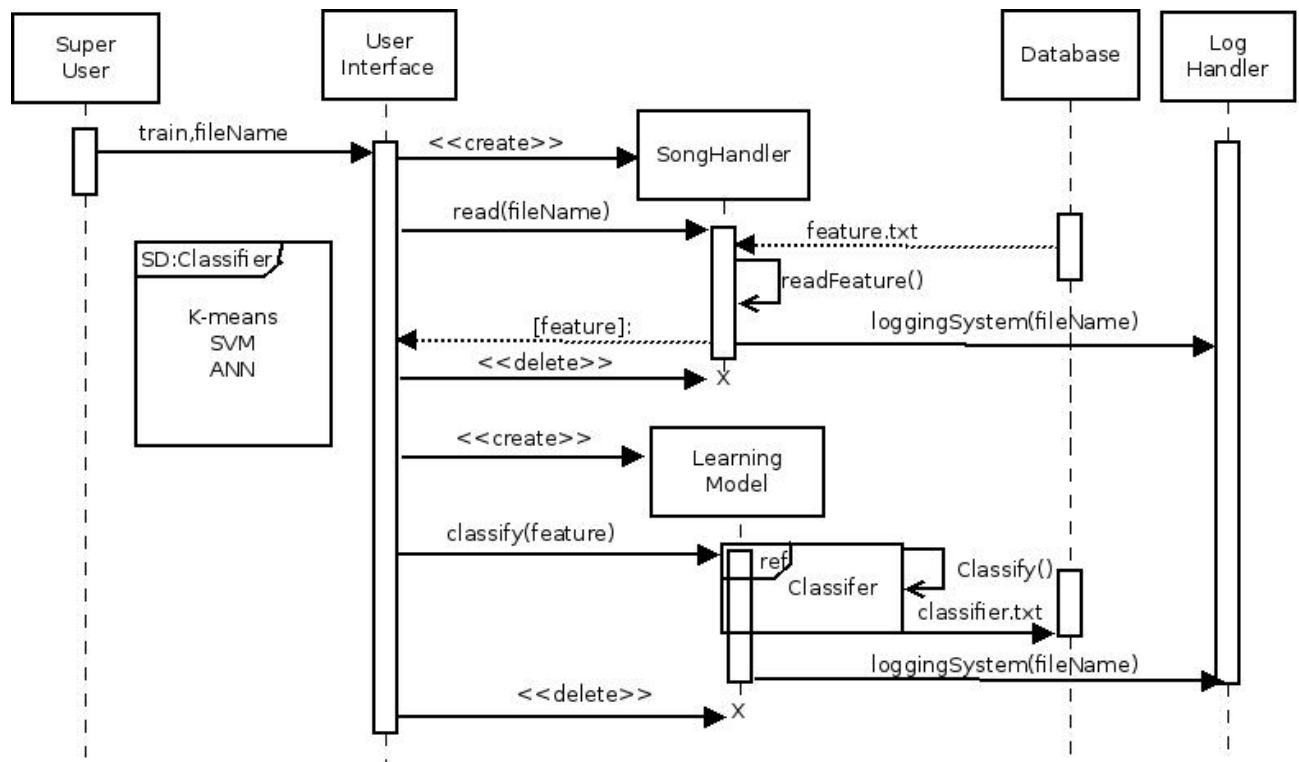 Super
User
User
Interface
Database
Log
Handler
train,fileName
<<create>>
SongHandler
read(fileName)
feature.txt
SD:Classifier
readFeature()
K-means
SVM
ANN
[feature]:
loggingSystem(fileName)
<<delete>>
X
<<create>>
Learning
Model
classify(feature)
ref
Classifer
Classify()
classifier.txt
loggingSystem(fileName)
<<delete>>
X